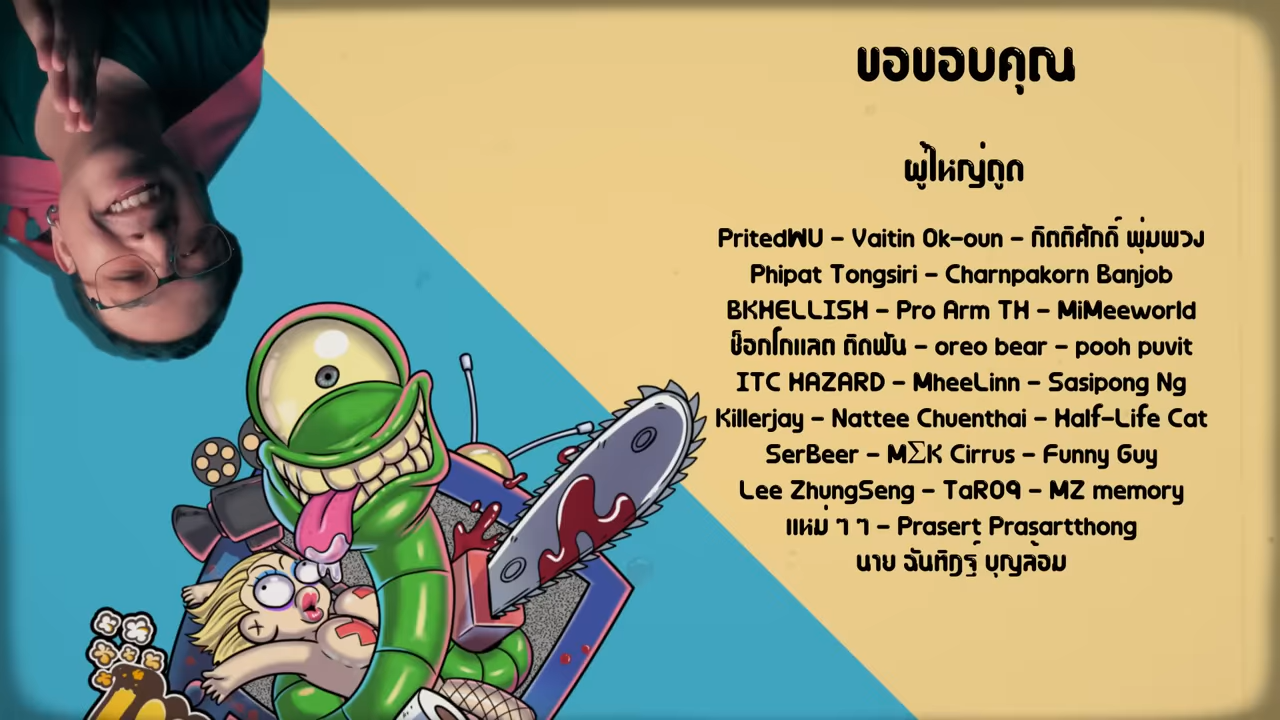 ขอขอบคุณ
ผู้ใหญ่ถูก
PritedWU - Vaitin Ok-oun - กิตติศักดิ์ พุ่มพวง
Phipat Tongsiri - Charnpakorn Banjob
BKHELLISH - Pro Arm TH - MiMeeworld
ช็อกโกแลต ติดฟัน - oreo bear - pooh puvit
ITC HAZARD - MheeLinn - Sasipong Ng
Killerjay - Nattee Chuenthai - Half-Life Cat
SerBeer - MΣK Cirrus - Funny Guy
Lee ZhungSeng - TaRO9 - MZ memory
แหม่ ๆ ๆ - Prasert Prasartthong
นาย ฉันทิฏฐ์ บุญล้อม